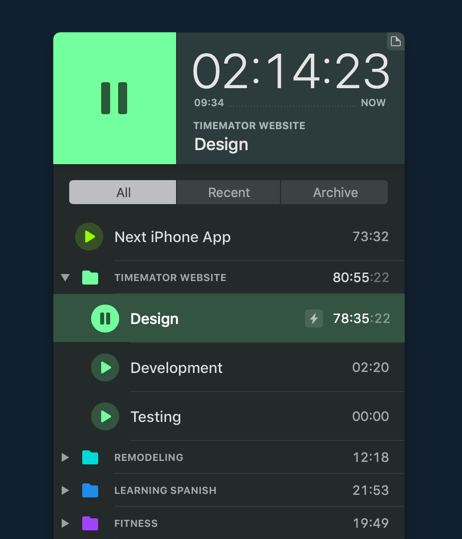 02:14:23
09:34 NOW
TIMEMATOR WEBSITE
Design
All Recent Archive
Next iPhone App 73:32
TIMEMATOR WEBSITE 80:55:22
Design 78:35:22
Development 02:20
Testing 00:00
REMODELING 12:18
LEARNING SPANISH 21:53
FITNESS 19:49